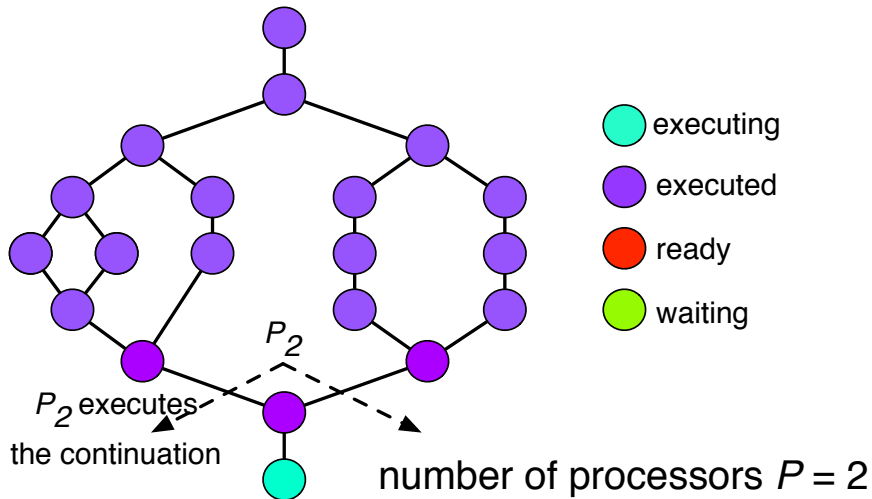 executing
executed
ready
waiting
P2
P2 executes
the continuation
number of processors P = 2